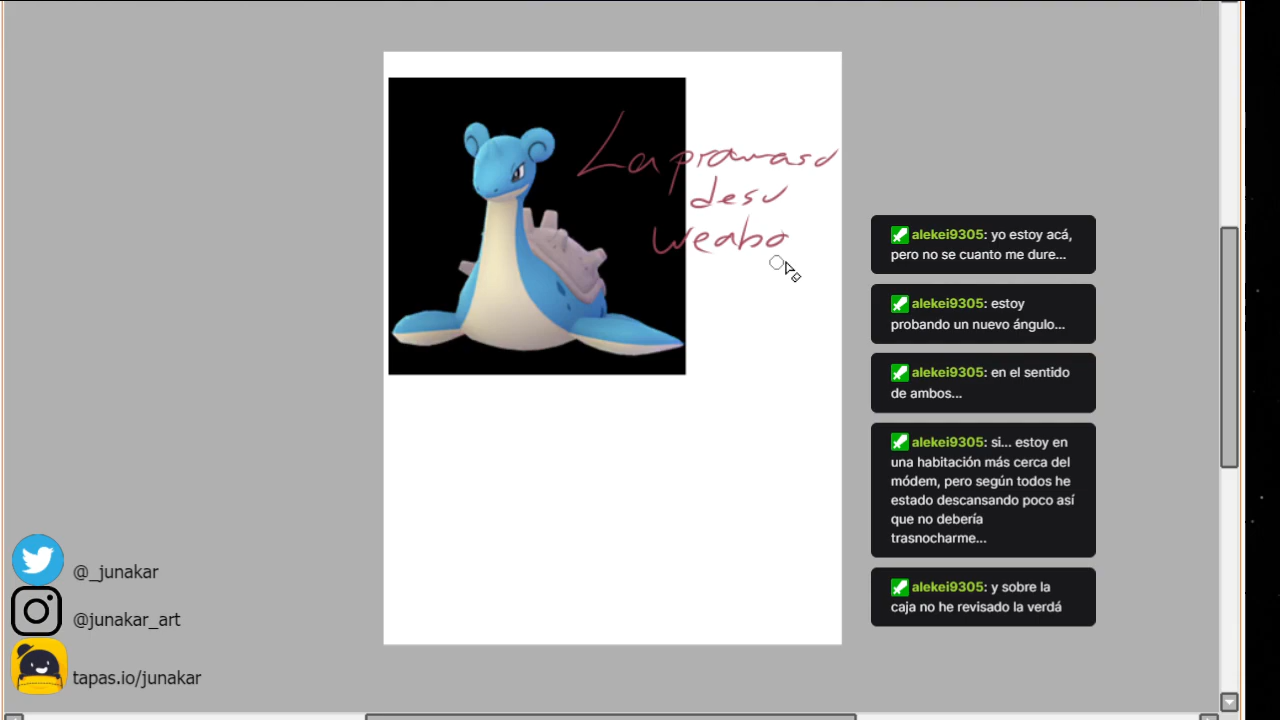 La pramasu
desu
weabo
alekei9305: yo estoy acá,
pero no se cuanto me dure...
alekei9305: estoy
probando un nuevo ángulo...
alekei9305: en el sentido
de ambos...
alekei9305: si... estoy en
una habitación más cerca del
módem, pero según todos he
estado descansando poco así
que no debería
trasnocharme...
alekei9305: y sobre la
caja no he revisado la verdá
@_junakar
@junakar_art
tapas.io/junakar